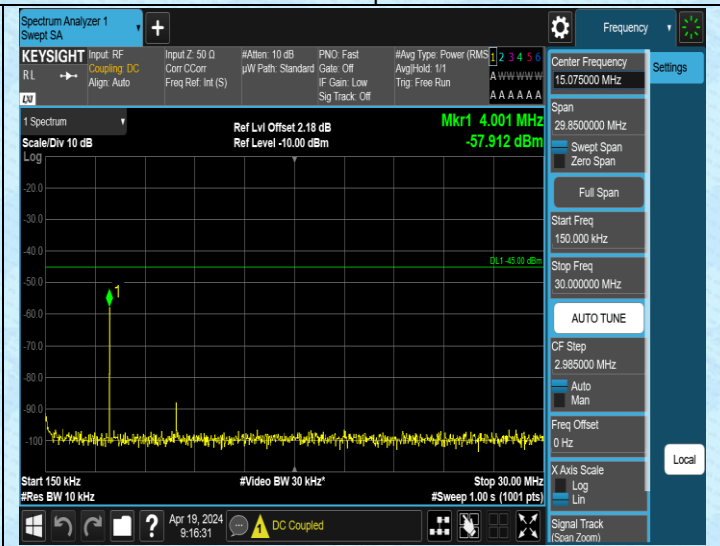 Spectrum Analyzer 1
Swept SA
+
Frequency
KEYSIGHT Input: RF
RL
Coupling: DC
Align: Auto
LXI
Input Z: 50 Ω
Corr CCorr
Freq Ref: Int (S)
#Atten: 10 dB
µW Path: Standard
PNO: Fast
Gate: Off
IF Gain: Low
Sig Track: Off
#Avg Type: Power (RMS
Avg|Hold: 1/1
Trig: Free Run
1 2 3 4 5 6
A W W W W W
A A A A A A
1 Spectrum
Scale/Div 10 dB
Log
Ref Lvl Offset 2.18 dB
Ref Level -10.00 dBm
Mkr1 4.001 MHz
-57.912 dBm
-20.0
-30.0
-40.0
-50.0
-60.0
-70.0
-80.0
-90.0
-100
DL1 -45.00 dBm
1
Start 150 kHz
#Res BW 10 kHz
#Video BW 30 kHz*
Stop 30.00 MHz
#Sweep 1.00 s (1001 pts)
Apr 19, 2024
9:16:31
DC Coupled
?
Center Frequency
15.075000 MHz
Span
29.8500000 MHz
Swept Span
Zero Span
Full Span
Start Freq
150.000 kHz
Stop Freq
30.000000 MHz
AUTO TUNE
CF Step
2.985000 MHz
Auto
Man
Freq Offset
0 Hz
X Axis Scale
Log
Lin
Signal Track
(Span Zoom)
Settings
Local